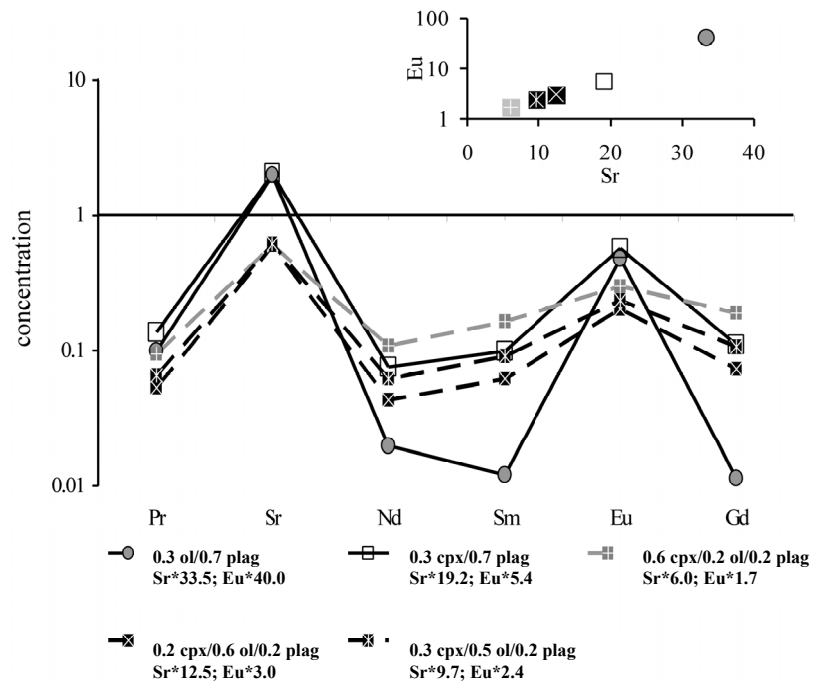 100
10
1
Eu
0 10 20 30 40
Sr
10
1
0.1
0.01
concentration
Pr Sr Nd Sm Eu Gd
0.3 ol/0.7 plag
Sr*33.5; Eu*40.0
0.3 cpx/0.7 plag
Sr*19.2; Eu*5.4
0.6 cpx/0.2 ol/0.2 plag
Sr*6.0; Eu*1.7
0.2 cpx/0.6 ol/0.2 plag
Sr*12.5; Eu*3.0
0.3 cpx/0.5 ol/0.2 plag
Sr*9.7; Eu*2.4